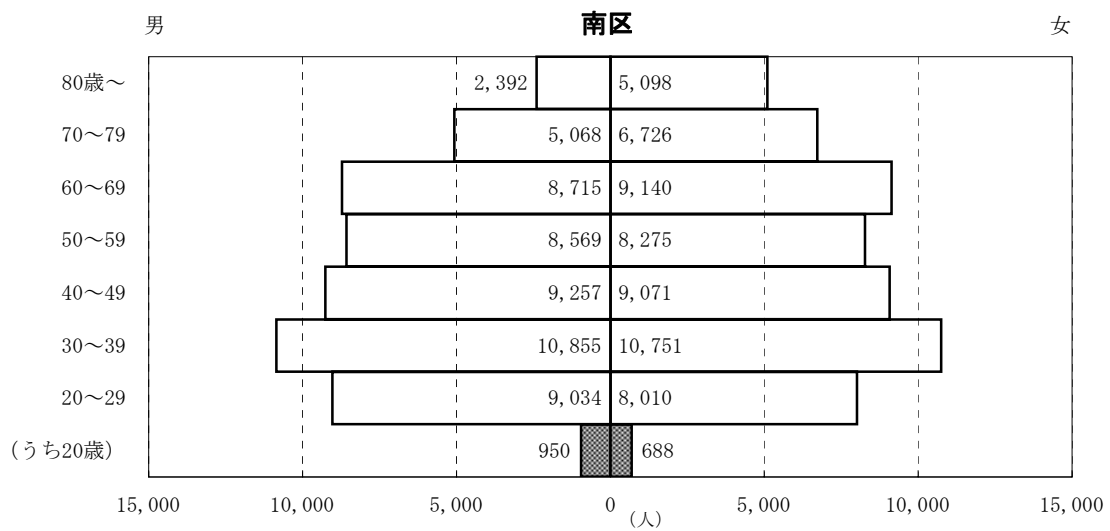 男 南区 女
80歳～ 2,392 5,098
70～79 5,068 6,726
60～69 8,715 9,140
50～59 8,569 8,275
40～49 9,257 9,071
30～39 10,855 10,751
20～29 9,034 8,010
（うち20歳） 950 688
15,000 10,000 5,000 0 5,000 10,000 15,000
（人）